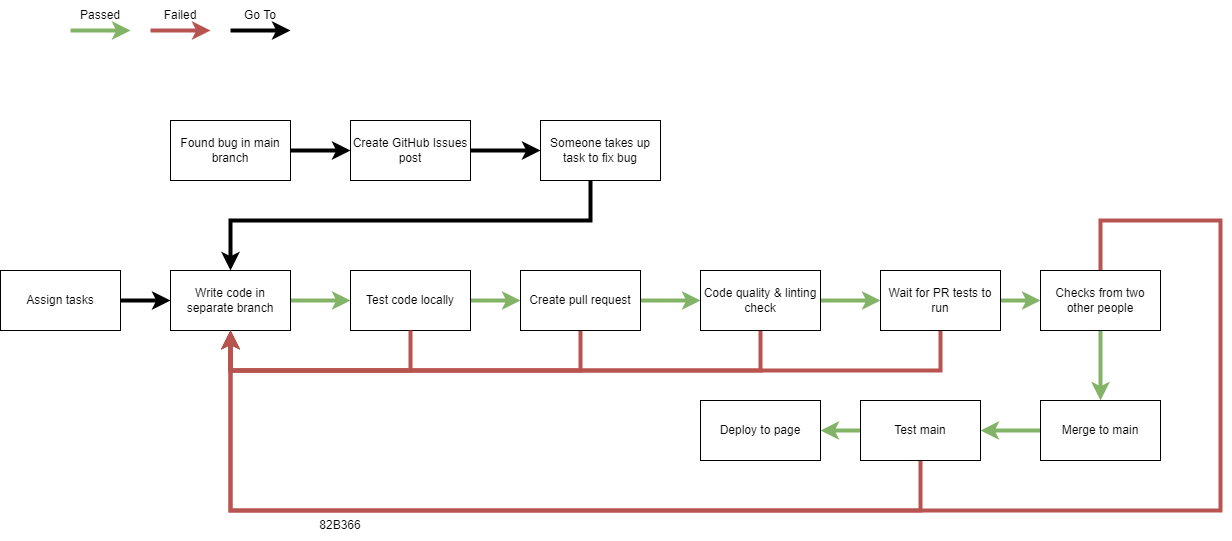 Passed
Failed
Go To
Found bug in main
branch
Create GitHub Issues
post
Someone takes up
task to fix bug
Assign tasks
Write code in
separate branch
Test code locally
Create pull request
Code quality & linting
check
Wait for PR tests to
run
Checks from two
other people
Deploy to page
Test main
Merge to main
82B366